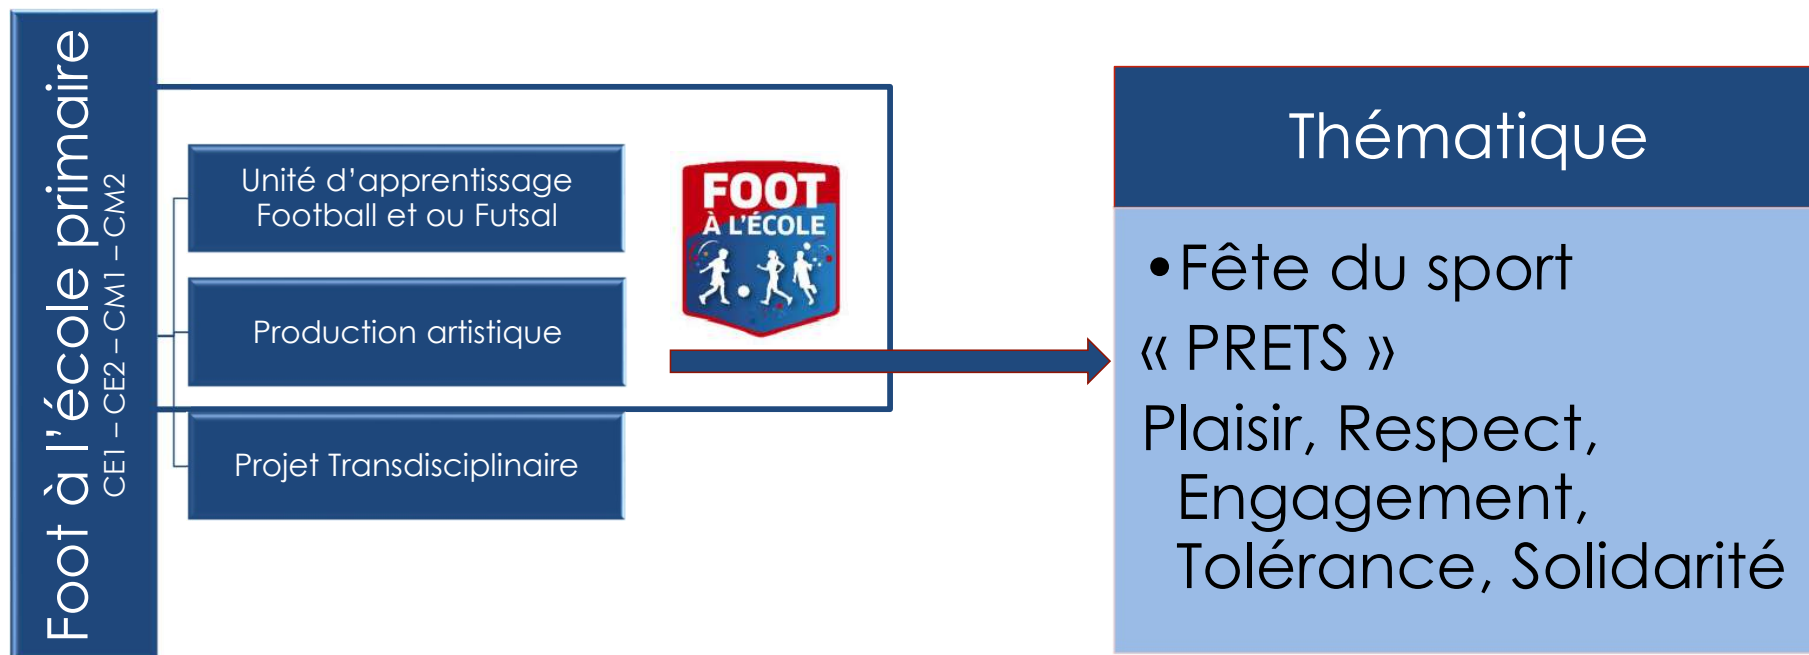 Foot à l'école primaire
CE1 – CE2 – CM1 – CM2
Unité d'apprentissage
Football et ou Futsal
Production artistique
Projet Transdisciplinaire
FOOT
À L'ÉCOLE
Thématique
•Fête du sport
« PRETS »
Plaisir, Respect,
Engagement,
Tolérance, Solidarité